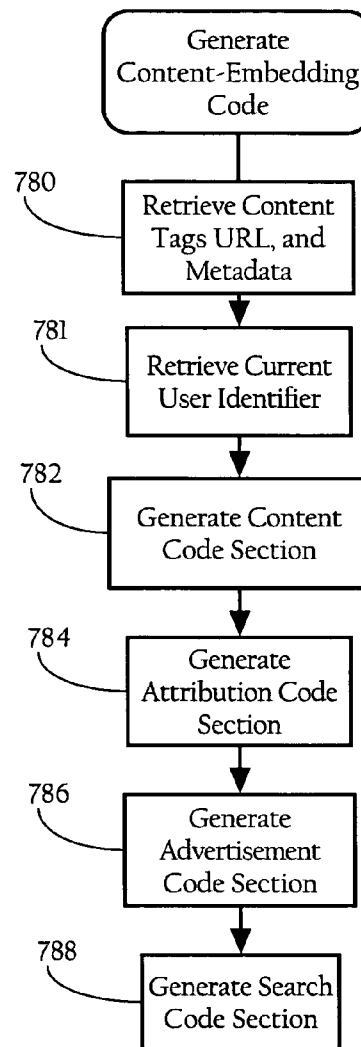 Generate
Content-Embedding
Code
780
Retrieve Content
Tags URL, and
Metadata
781
Retrieve Current
User Identifier
782
Generate Content
Code Section
784
Generate
Attribution Code
Section
786
Generate
Advertisement
Code Section
788
Generate Search
Code Section